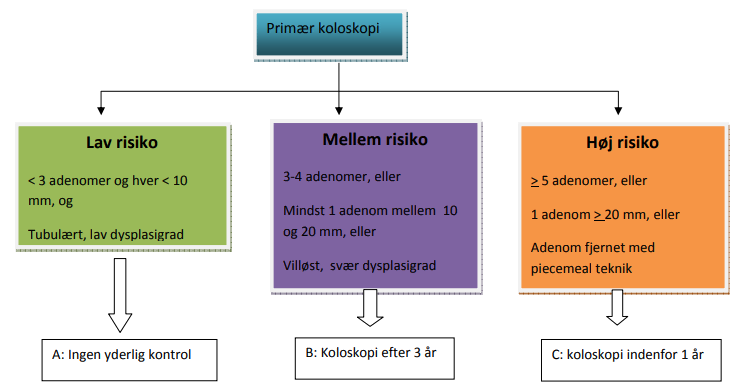 Primær koloskopi
Lav risiko
< 3 adenomer og hver < 10
mm, og
Tubulært, lav dysplasigrad
Mellem risiko
3-4 adenomer, eller
Mindst 1 adenom mellem 10
og 20 mm, eller
Villøst, svær dysplasigrad
Høj risiko
> 5 adenomer, eller
1 adenom > 20 mm, eller
Adenom fjernet med
piecemeal teknik
A: Ingen yderlig kontrol
B: Koloskopi efter 3 år
C: koloskopi indenfor 1 år